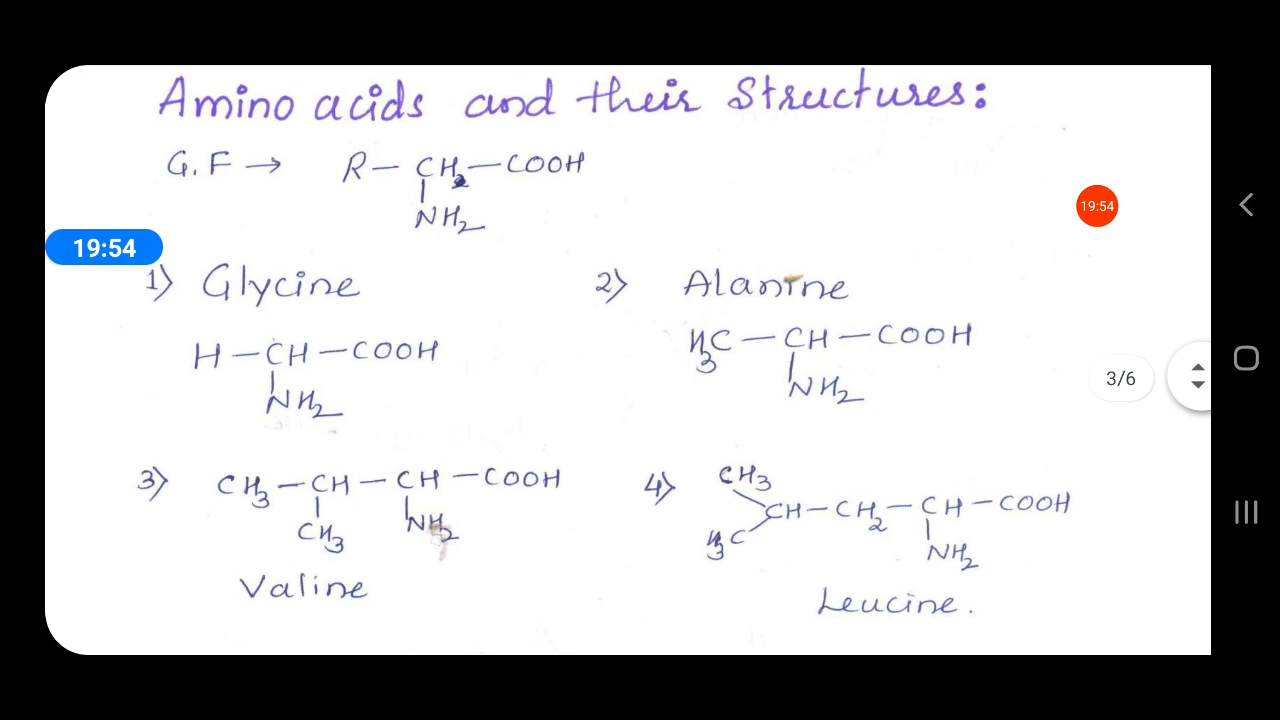 Amino acids and their Structures:
G.F → R — CH2 — COOH
NH2
19:54
19:54
1) Glycine
2) Alanine
H — CH — COOH
NH2
H3C — CH — COOH
NH2
3/6
3) CH3 — CH — CH — COOH
CH3 NH2
Valine
4) CH3
CH — CH2 — CH — COOH
H3C
NH2
Leucine.